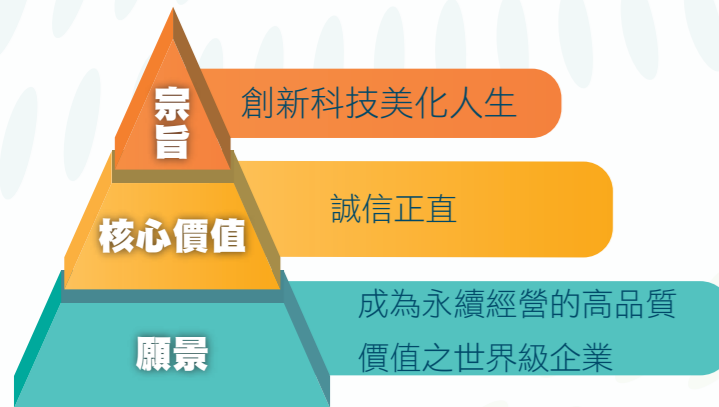 宗
旨
創新科技美化人生
核心價值
誠信正直
願景
成為永續經營的高品質
價值之世界級企業